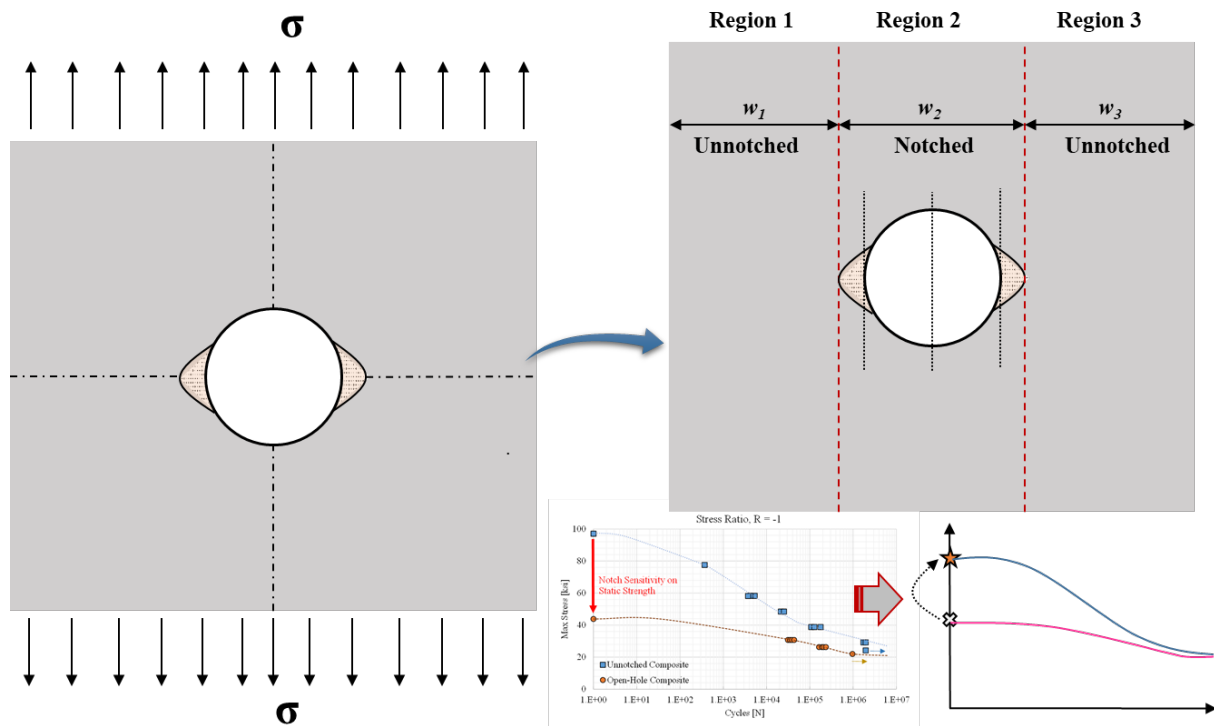 σ
σ
Region 1 Region 2 Region 3
w1 w2 w3
Unnotched Notched Unnotched
Stress Ratio, R = -1
100
80
60
40
20
0
Max Stress [ksi]
Notch Sensitivity on
Static Strength
Unnotched Composite
Open-Hole Composite
1.E+00 1.E+01 1.E+02 1.E+03 1.E+04 1.E+05 1.E+06 1.E+07
Cycles [N]